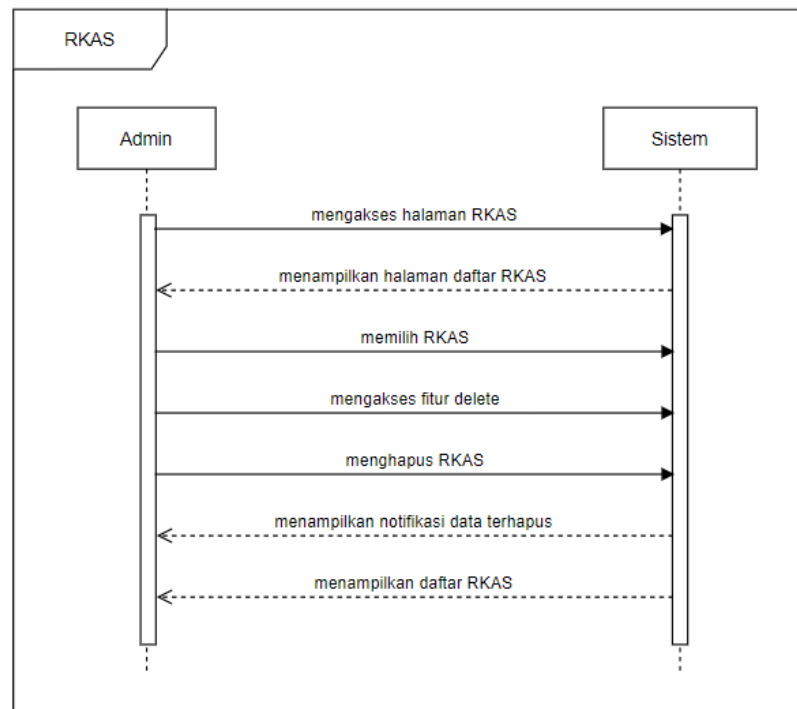 RKAS
Admin
Sistem
mengakses halaman RKAS
menampilkan halaman daftar RKAS
memilih RKAS
mengakses fitur delete
menghapus RKAS
menampilkan notifikasi data terhapus
menampilkan daftar RKAS